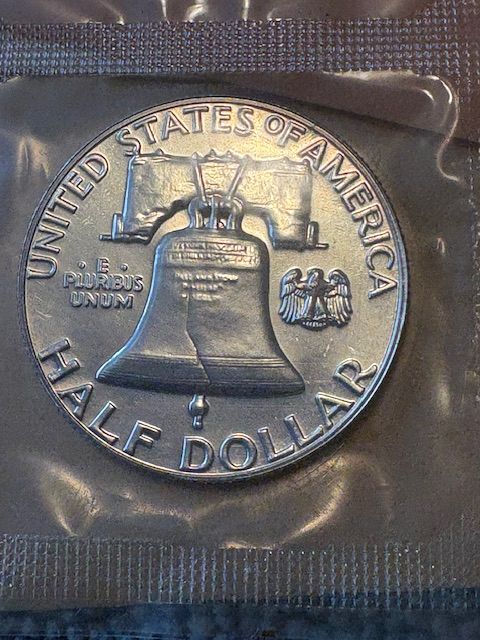 UNITED STATES OF AMERICA
· E ·
PLURIBUS
UNUM
HALF DOLLAR